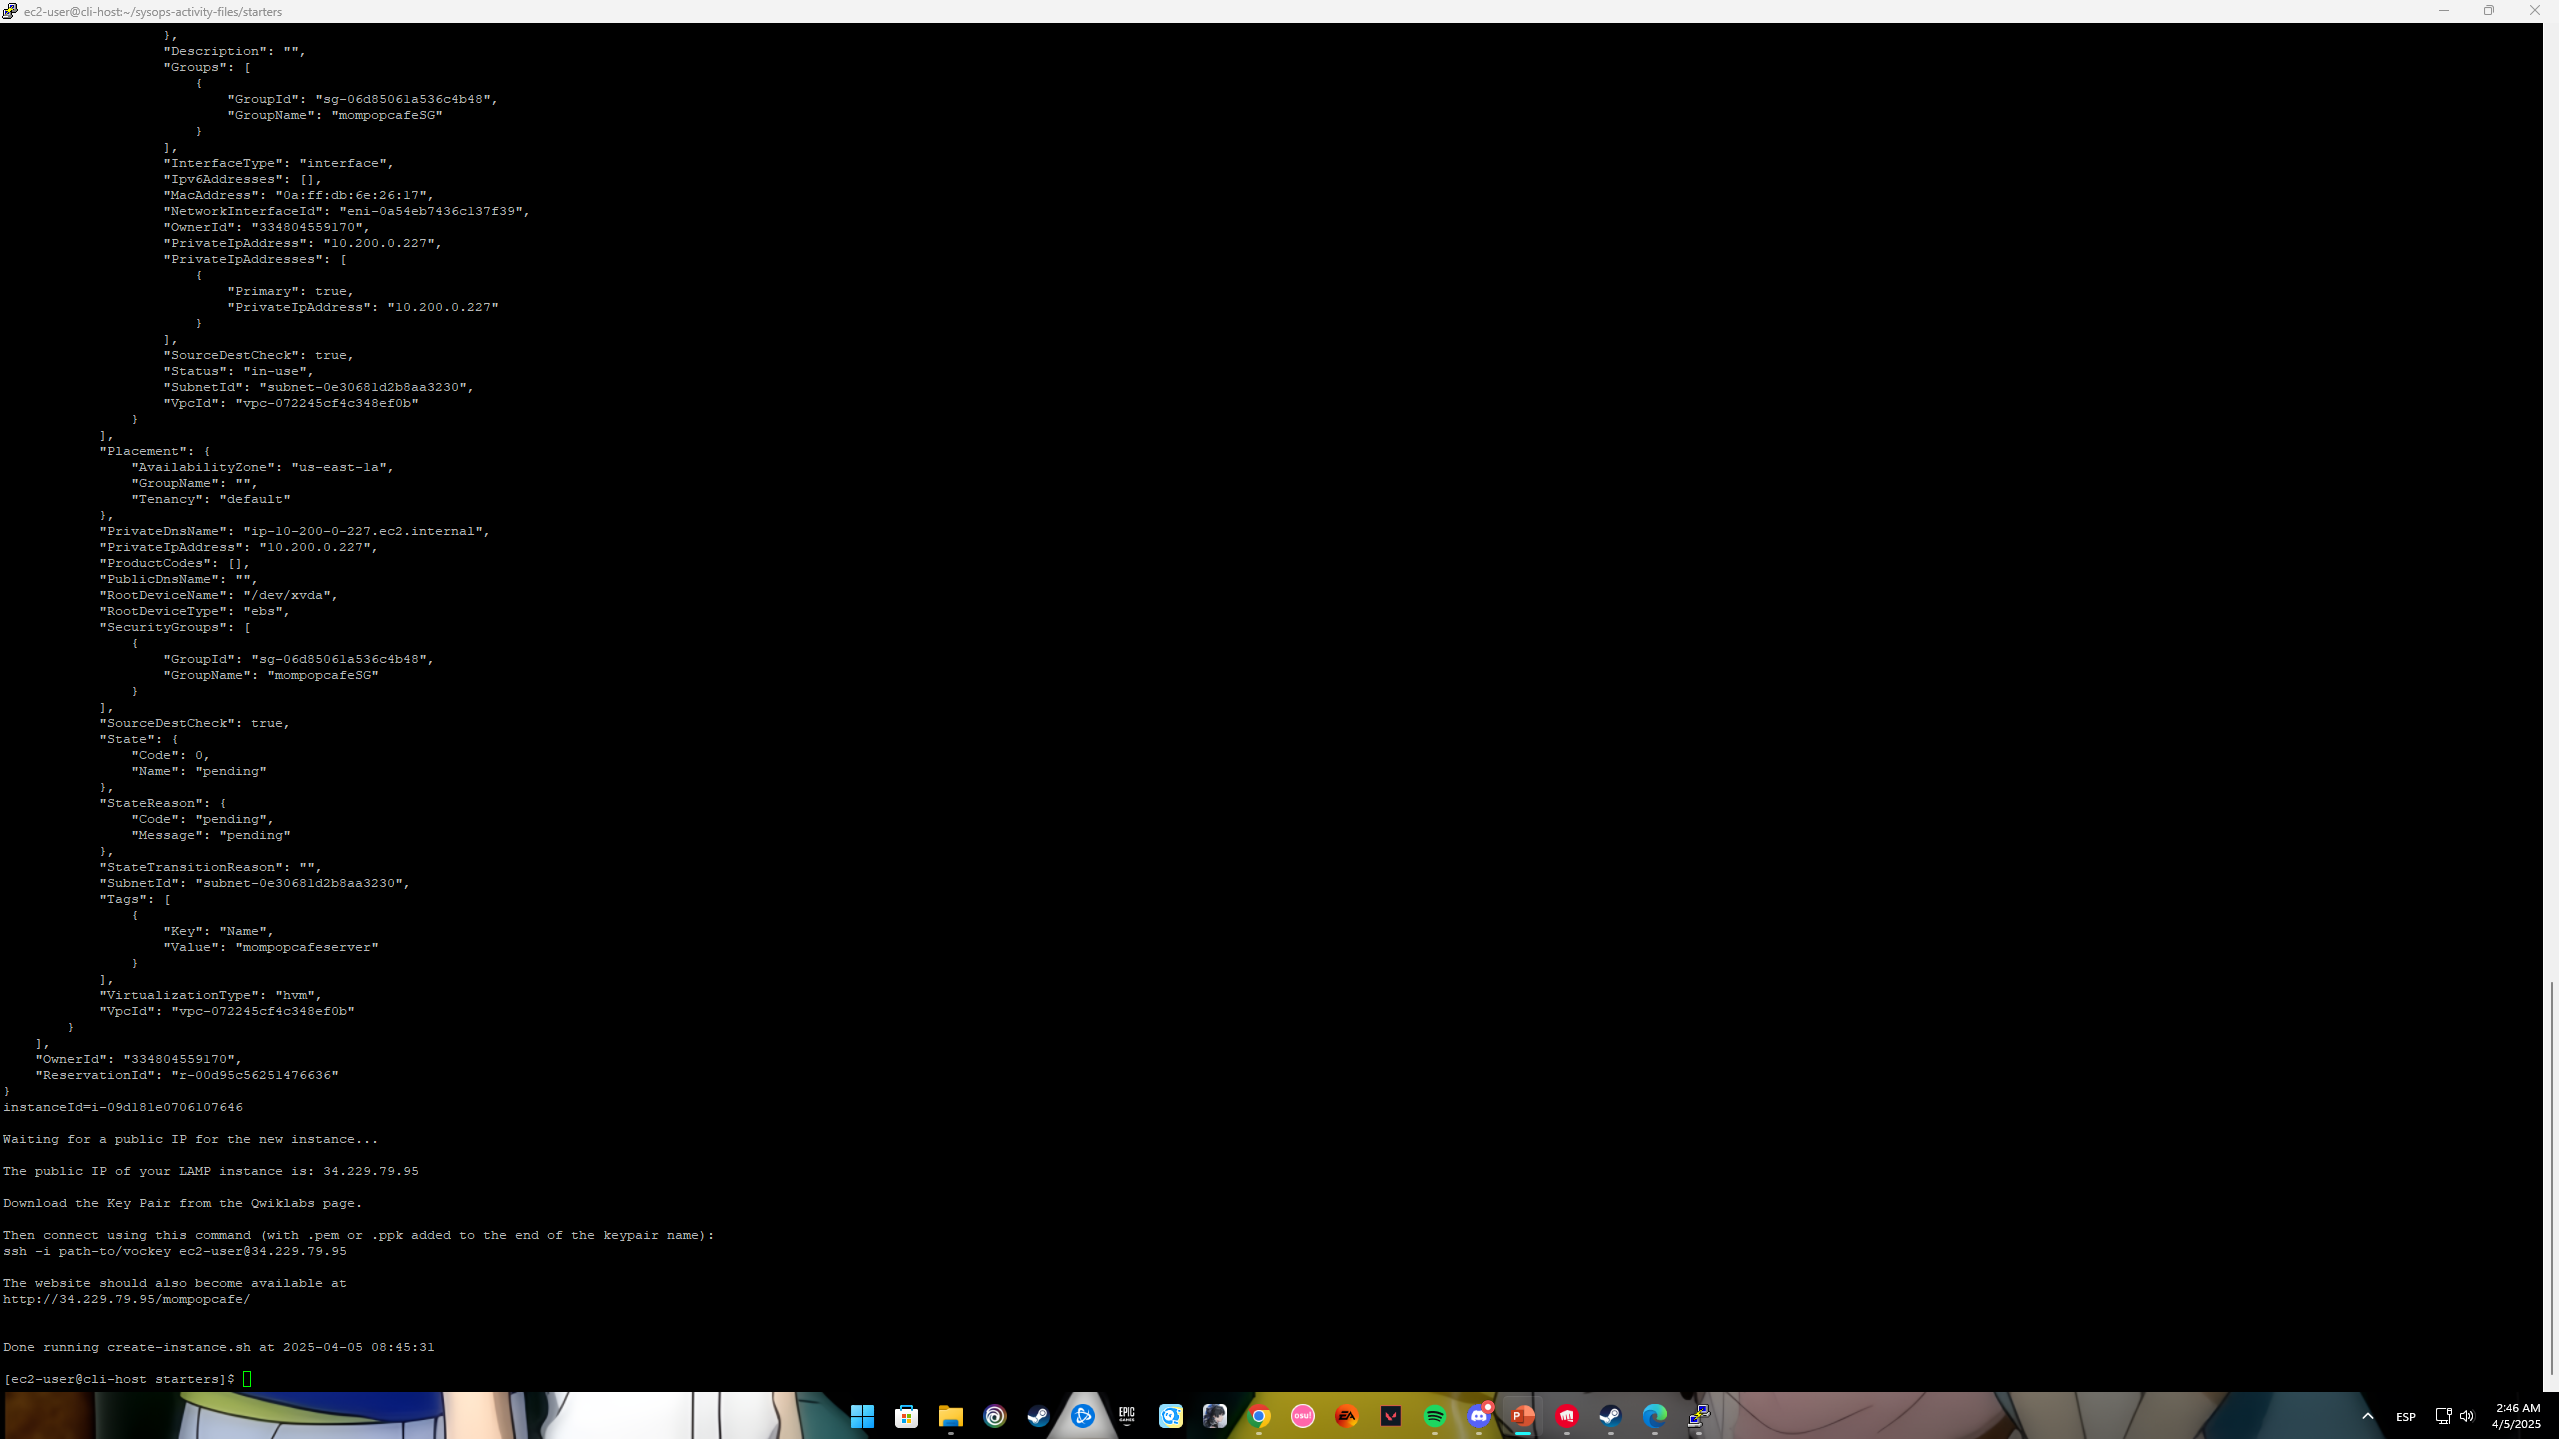 ec2-user@cli-host:~/sysops-activity-files/starters
                    },
                    "Description": "",
                    "Groups": [
                        {
                            "GroupId": "sg-06d85061a536c4b48",
                            "GroupName": "mompopcafeSG"
                        }
                    ],
                    "InterfaceType": "interface",
                    "Ipv6Addresses": [],
                    "MacAddress": "0a:ff:db:6e:26:17",
                    "NetworkInterfaceId": "eni-0a54eb7436c137f39",
                    "OwnerId": "334804559170",
                    "PrivateIpAddress": "10.200.0.227",
                    "PrivateIpAddresses": [
                        {
                            "Primary": true,
                            "PrivateIpAddress": "10.200.0.227"
                        }
                    ],
                    "SourceDestCheck": true,
                    "Status": "in-use",
                    "SubnetId": "subnet-0e30681d2b8aa3230",
                    "VpcId": "vpc-072245cf4c348ef0b"
                }
            ],
            "Placement": {
                "AvailabilityZone": "us-east-1a",
                "GroupName": "",
                "Tenancy": "default"
            },
            "PrivateDnsName": "ip-10-200-0-227.ec2.internal",
            "PrivateIpAddress": "10.200.0.227",
            "ProductCodes": [],
            "PublicDnsName": "",
            "RootDeviceName": "/dev/xvda",
            "RootDeviceType": "ebs",
            "SecurityGroups": [
                {
                    "GroupId": "sg-06d85061a536c4b48",
                    "GroupName": "mompopcafeSG"
                }
            ],
            "SourceDestCheck": true,
            "State": {
                "Code": 0,
                "Name": "pending"
            },
            "StateReason": {
                "Code": "pending",
                "Message": "pending"
            },
            "StateTransitionReason": "",
            "SubnetId": "subnet-0e30681d2b8aa3230",
            "Tags": [
                {
                    "Key": "Name",
                    "Value": "mompopcafeserver"
                }
            ],
            "VirtualizationType": "hvm",
            "VpcId": "vpc-072245cf4c348ef0b"
        }
    ],
    "OwnerId": "334804559170",
    "ReservationId": "r-00d95c56251476636"
}
instanceId=i-09d181e0706107646
Waiting for a public IP for the new instance...
The public IP of your LAMP instance is: 34.229.79.95
Download the Key Pair from the Qwiklabs page.
Then connect using this command (with .pem or .ppk added to the end of the keypair name):
ssh -i path-to/vockey ec2-user@34.229.79.95
The website should also become available at
http://34.229.79.95/mompopcafe/
Done running create-instance.sh at 2025-04-05 08:45:31
[ec2-user@cli-host starters]$
EPIC GAMES
osu!
EA
P
ESP
2:46 AM
4/5/2025